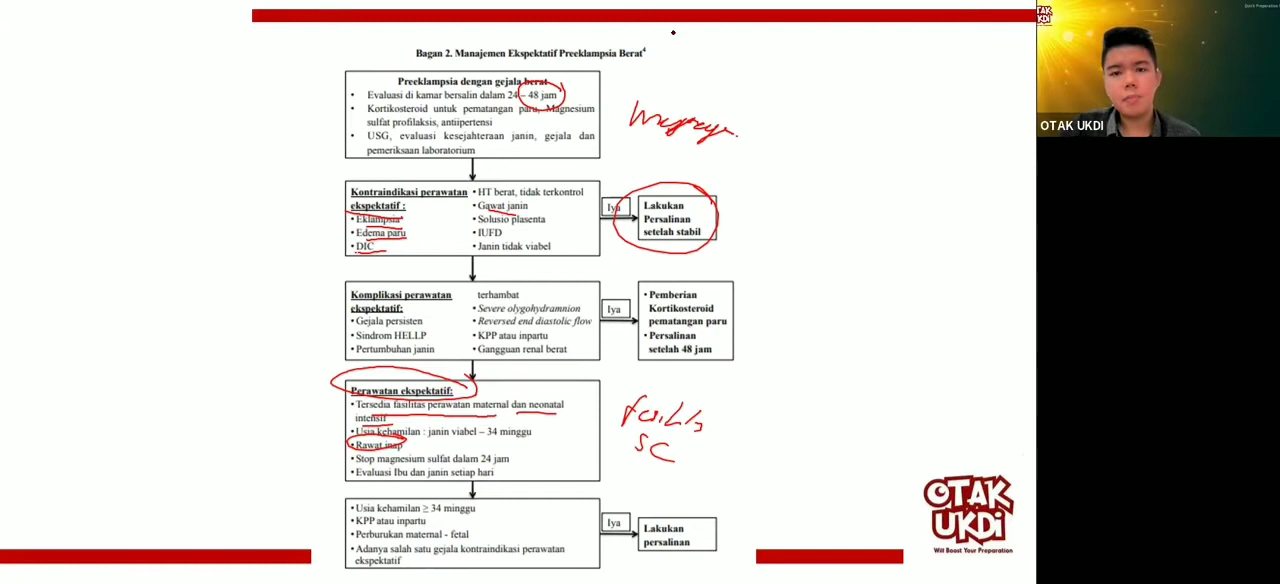 Bagan 2. Manajemen Ekspektatif Preeklampsia Berat4
Preeklampsia dengan gejala berat
• Evaluasi di kamar bersalin dalam 24 – 48 jam
• Kortikosteroid untuk pematangan paru, Magnesium
sulfat profilaksis, antiipertensi
• USG, evaluasi kesejahteraan janin, gejala dan
pemeriksaan laboratorium
Kontraindikasi perawatan
ekspektatif :
• Eklampsia
• Edema paru
• DIC
• HT berat, tidak terkontrol
• Gawat janin
• Solusio plasenta
• IUFD
• Janin tidak viabel
Iya
Lakukan
Persalinan
setelah stabil
Komplikasi perawatan
ekspektatif:
• Gejala persisten
• Sindrom HELLP
• Pertumbuhan janin
terhambat
• Severe olygohydramnion
• Reversed end diastolic flow
• KPP atau inpartu
• Gangguan renal berat
Iya
• Pemberian
Kortikosteroid
pematangan paru
• Persalinan
setelah 48 jam
Perawatan ekspektatif:
• Tersedia fasilitas perawatan maternal dan neonatal
intensif
• Usia kehamilan : janin viabel – 34 minggu
• Rawat inap
• Stop magnesium sulfat dalam 24 jam
• Evaluasi Ibu dan janin setiap hari
SC
• Usia kehamilan ≥ 34 minggu
• KPP atau inpartu
• Perburukan maternal - fetal
• Adanya salah satu gejala kontraindikasi perawatan
ekspektatif
Iya
Lakukan
persalinan
OTAK
UKDI
Will Boost Your Preparation
OTAK
UKDI
OTAK UKDI